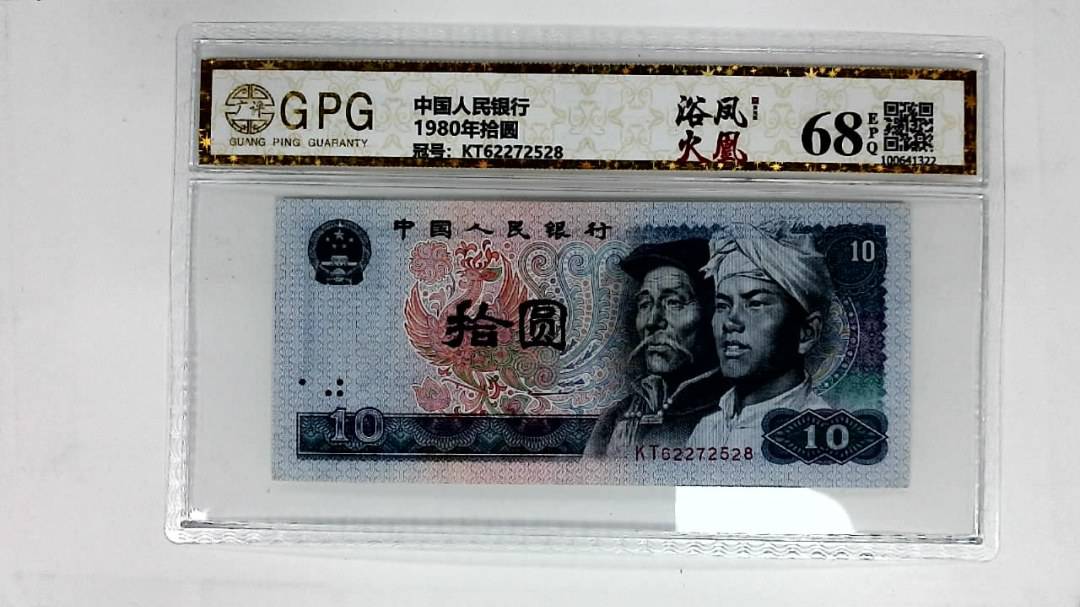 广评
GPG
GUANG PING GUARANTY
中国人民银行
1980年拾圆
冠号: KT62272528
浴凤
火凰
68
EPQ
100641322
中国人民银行
10
拾圆
10
10
KT62272528